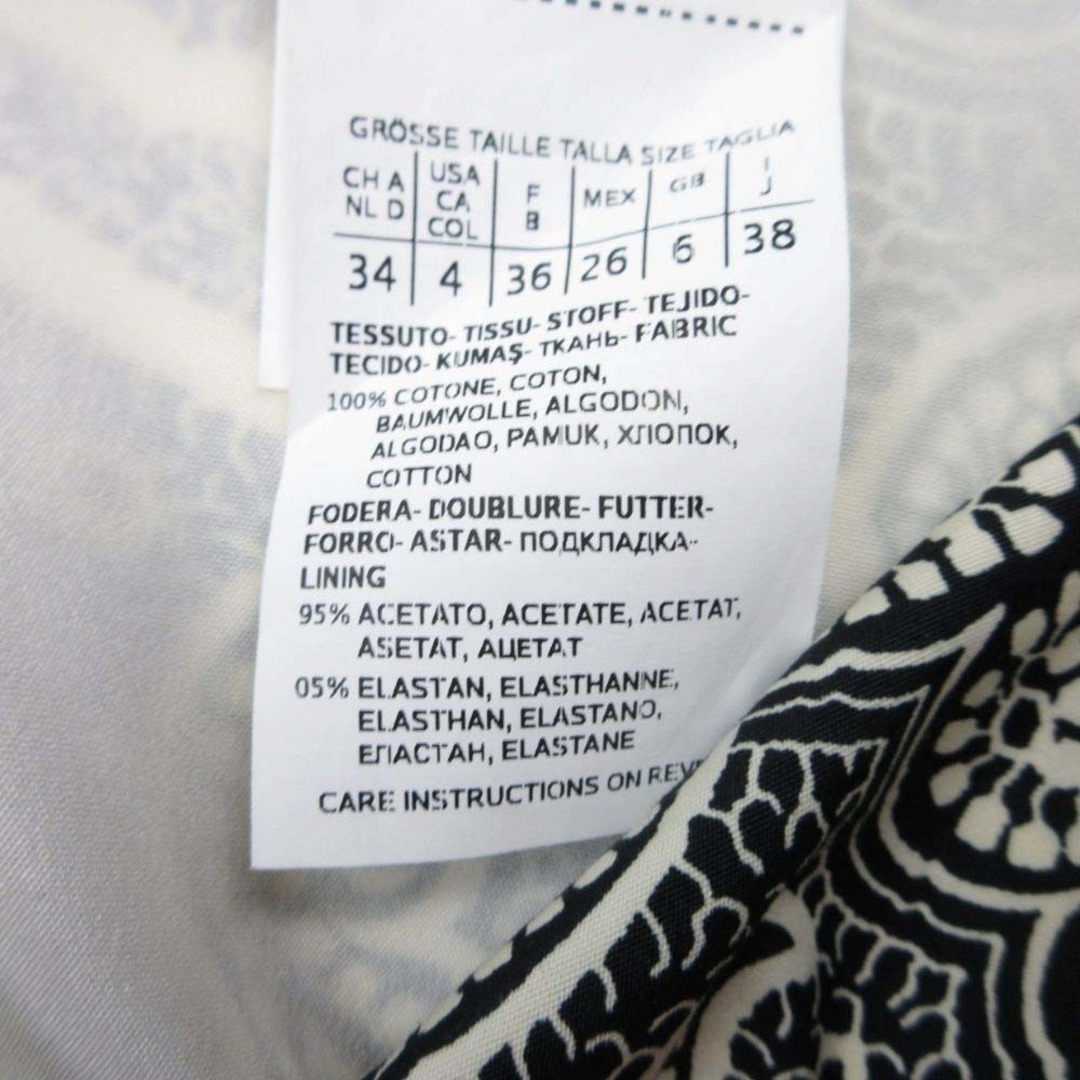 GRÖSSE TAILLE TALLA SIZE TAGLIA
CH A USA F MEX GB I
NL D CA B J
COL
34 4 36 26 6 38
TESSUTO- TISSU- STOFF- TEJIDO-
TECIDO- KUMAŞ- ТКАНЬ- FABRIC
100% COTONE, COTON,
BAUMWOLLE, ALGODON,
ALGODAO, PAMUK, ХЛОПОК,
COTTON
FODERA- DOUBLURE- FUTTER-
FORRO- ASTAR- ПОДКЛАДКА-
LINING
95% ACETATO, ACETATE, ACETAT,
ASETAT, АЦЕТАТ
05% ELASTAN, ELASTHANNE,
ELASTHAN, ELASTANO,
ЕЛАСТАН, ELASTANE
CARE INSTRUCTIONS ON